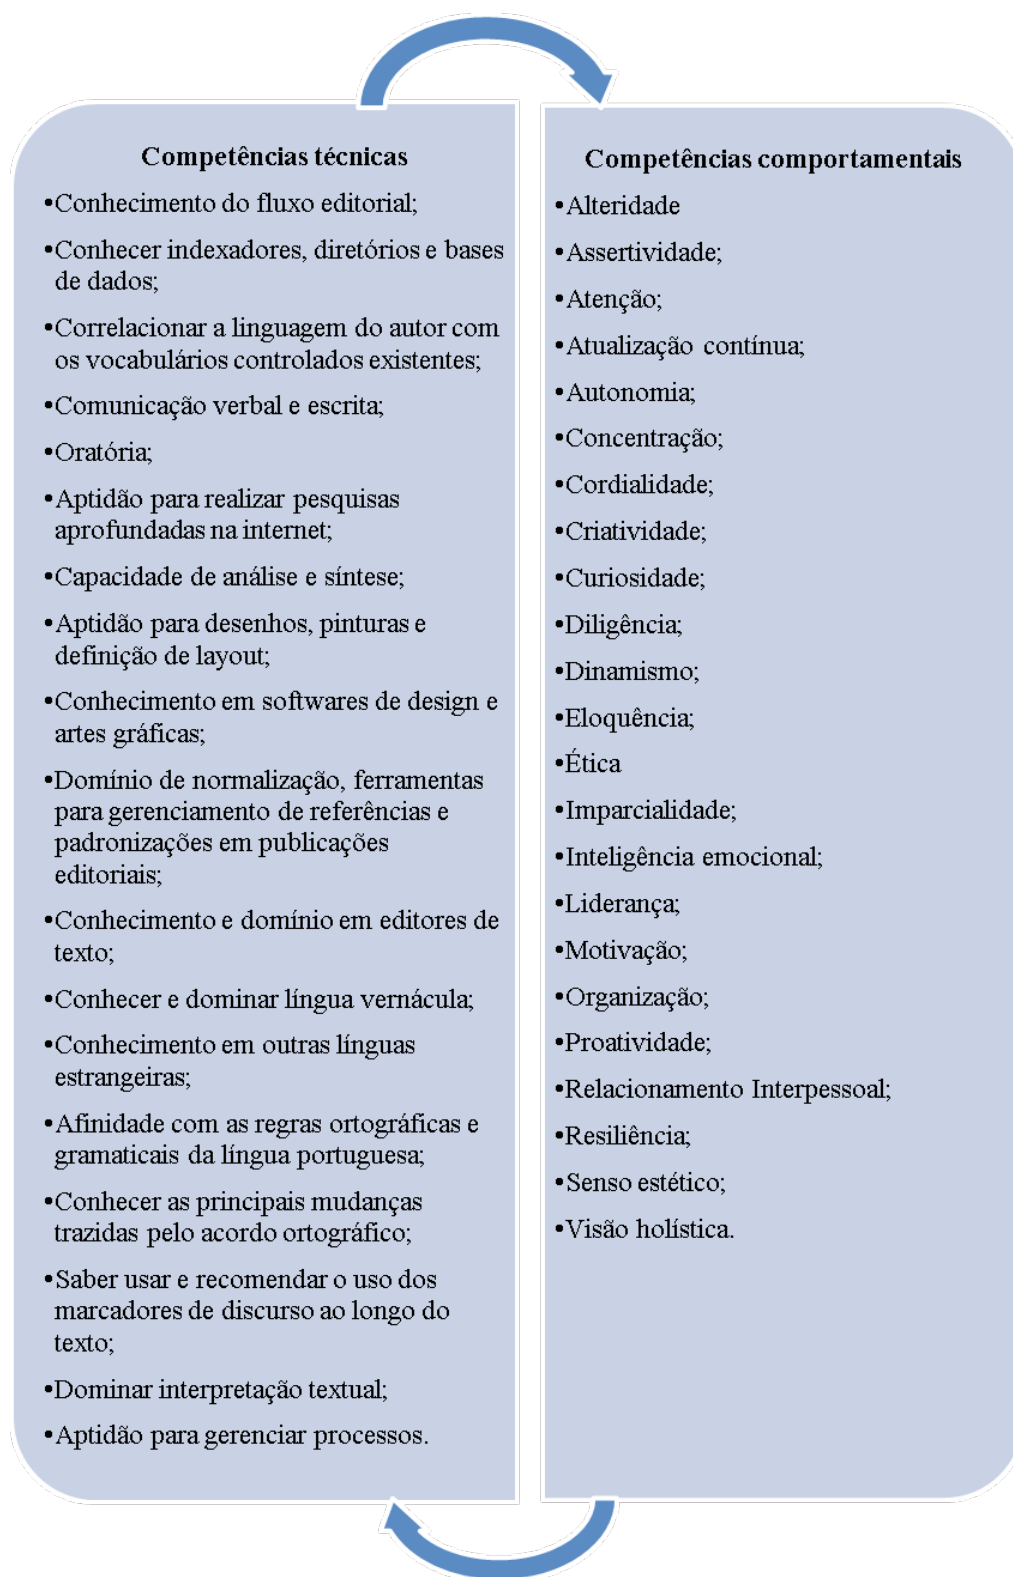 Competências técnicas
•Conhecimento do fluxo editorial;
•Conhecer indexadores, diretórios e bases
de dados;
•Correlacionar a linguagem do autor com
os vocabulários controlados existentes;
•Comunicação verbal e escrita;
•Oratória;
•Aptidão para realizar pesquisas
aprofundadas na internet;
•Capacidade de análise e síntese;
•Aptidão para desenhos, pinturas e
definição de layout;
•Conhecimento em softwares de design e
artes gráficas;
•Domínio de normalização, ferramentas
para gerenciamento de referências e
padronizações em publicações
editoriais;
•Conhecimento e domínio em editores de
texto;
•Conhecer e dominar língua vernácula;
•Conhecimento em outras línguas
estrangeiras;
•Afinidade com as regras ortográficas e
gramaticais da língua portuguesa;
•Conhecer as principais mudanças
trazidas pelo acordo ortográfico;
•Saber usar e recomendar o uso dos
marcadores de discurso ao longo do
texto;
•Dominar interpretação textual;
•Aptidão para gerenciar processos.
Competências comportamentais
•Alteridade
•Assertividade;
•Atenção;
•Atualização contínua;
•Autonomia;
•Concentração;
•Cordialidade;
•Criatividade;
•Curiosidade;
•Diligência;
•Dinamismo;
•Eloquência;
•Ética
•Imparcialidade;
•Inteligência emocional;
•Liderança;
•Motivação;
•Organização;
•Proatividade;
•Relacionamento Interpessoal;
•Resiliência;
•Senso estético;
•Visão holística.